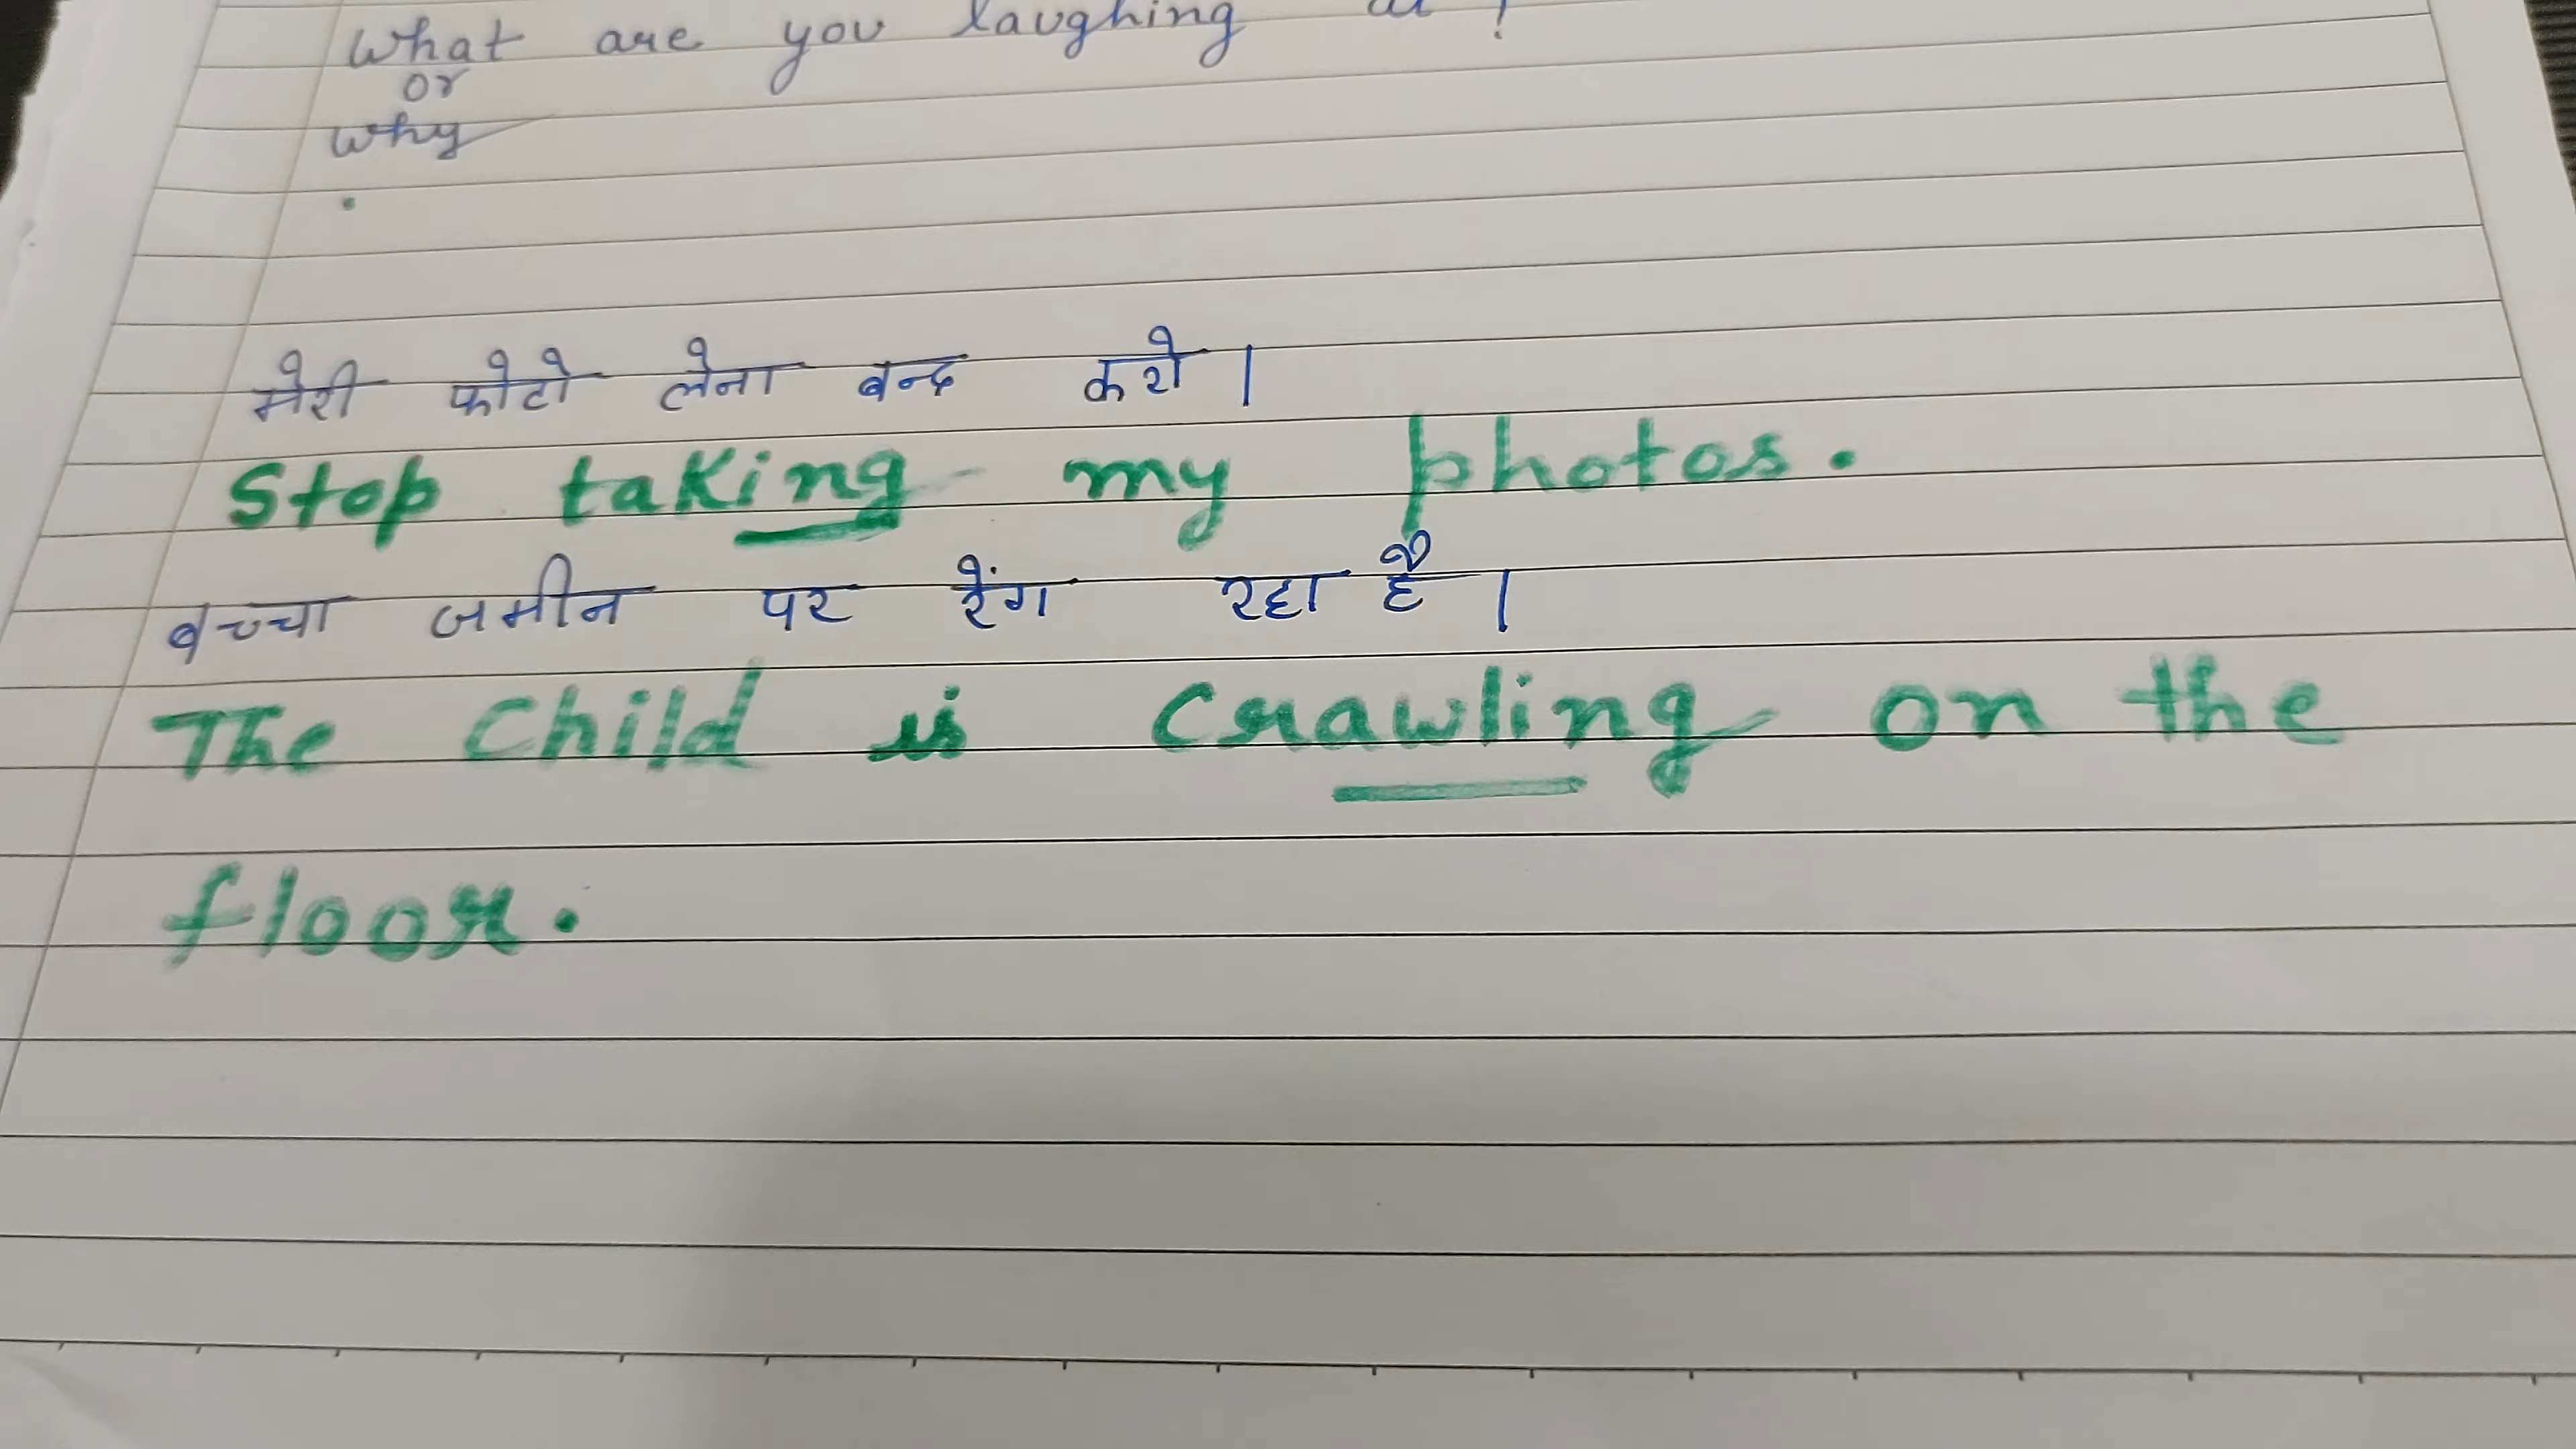 What are you laughing at ?
or
why
मेरी फोटो लेना बन्द करो।
Stop taking my photos.
बच्चा जमीन पर रेंग रहा है।
The Child is Crawling on the
floor.